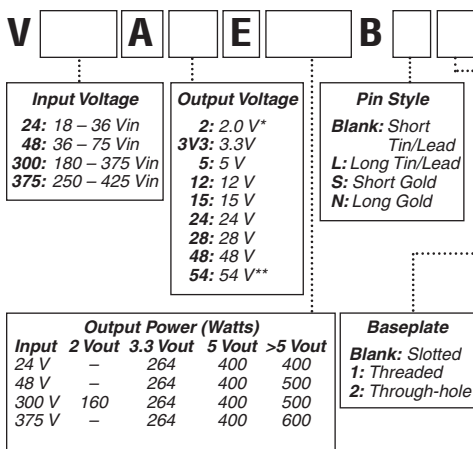 V A E B
Input Voltage
24: 18 – 36 Vin
48: 36 – 75 Vin
300: 180 – 375 Vin
375: 250 – 425 Vin
Output Voltage
2: 2.0 V*
3V3: 3.3V
5: 5 V
12: 12 V
15: 15 V
24: 24 V
28: 28 V
48: 48 V
54: 54 V**
Pin Style
Blank: Short
Tin/Lead
L: Long Tin/Lead
S: Short Gold
N: Long Gold
Output Power (Watts)
Input 2 Vout 3.3 Vout 5 Vout >5 Vout
24 V – 264 400 400
48 V – 264 400 500
300 V 160 264 400 500
375 V – 264 400 600
Baseplate
Blank: Slotted
1: Threaded
2: Through-hole